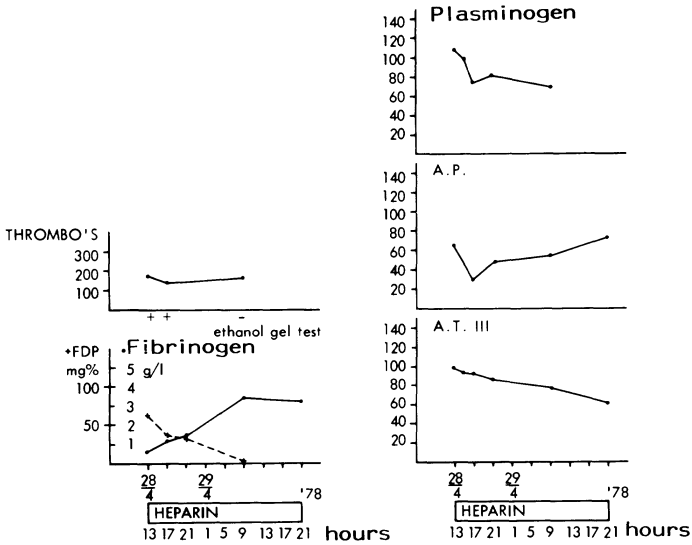 THROMBO'S
300
200
100
+ + -
ethanol gel test
+FDP •Fibrinogen
mg% 5 g/l
100 4
3
50 2
1
28/4 29/4 '78
HEPARIN
13 17 21 1 5 9 13 17 21 hours
Plasminogen
140
120
100
80
60
40
20
A.P.
140
120
100
80
60
40
20
A.T. III
140
120
100
80
60
40
20
28/4 29/4 '78
HEPARIN
13 17 21 1 5 9 13 17 21 hours